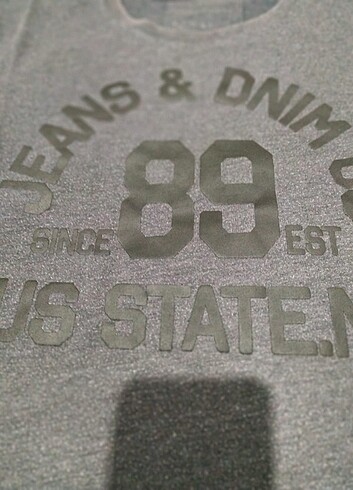 JEANS & DNIM
89
SINCE EST
US STATE.